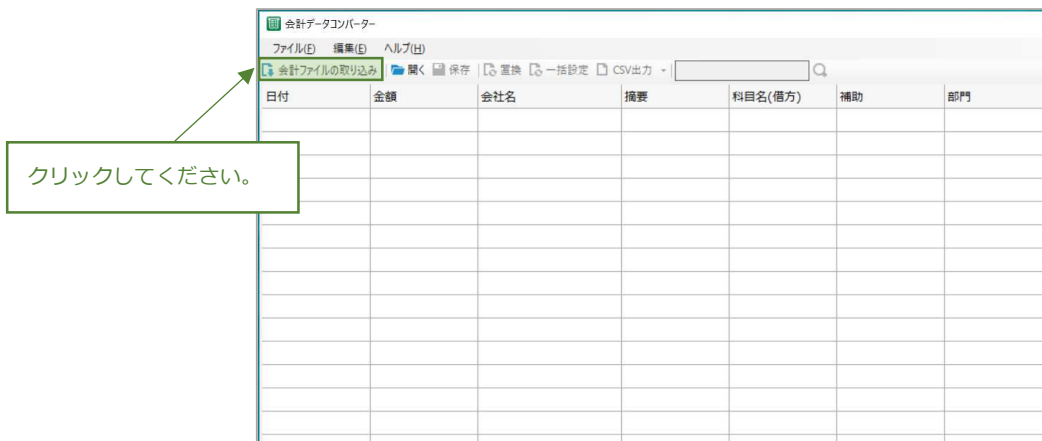 会計データコンバーター
ファイル(F) 編集(E) ヘルプ(H)
会計ファイルの取り込み 開く 保存 置換 一括設定 CSV出力
日付 金額 会社名 摘要 科目名(借方) 補助 部門
クリックしてください。